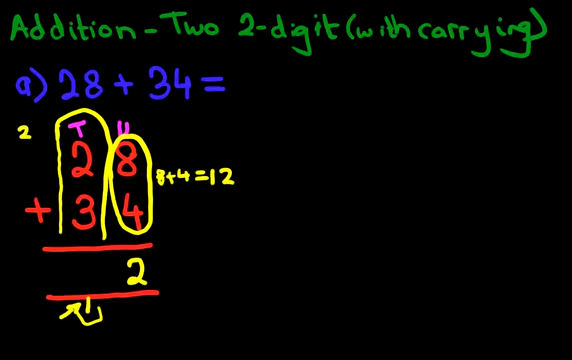 Addition - Two 2-digit (with carrying)
a) 28 + 34 =
2 T U
2 8
8+4=12
+ 3 4
2
1